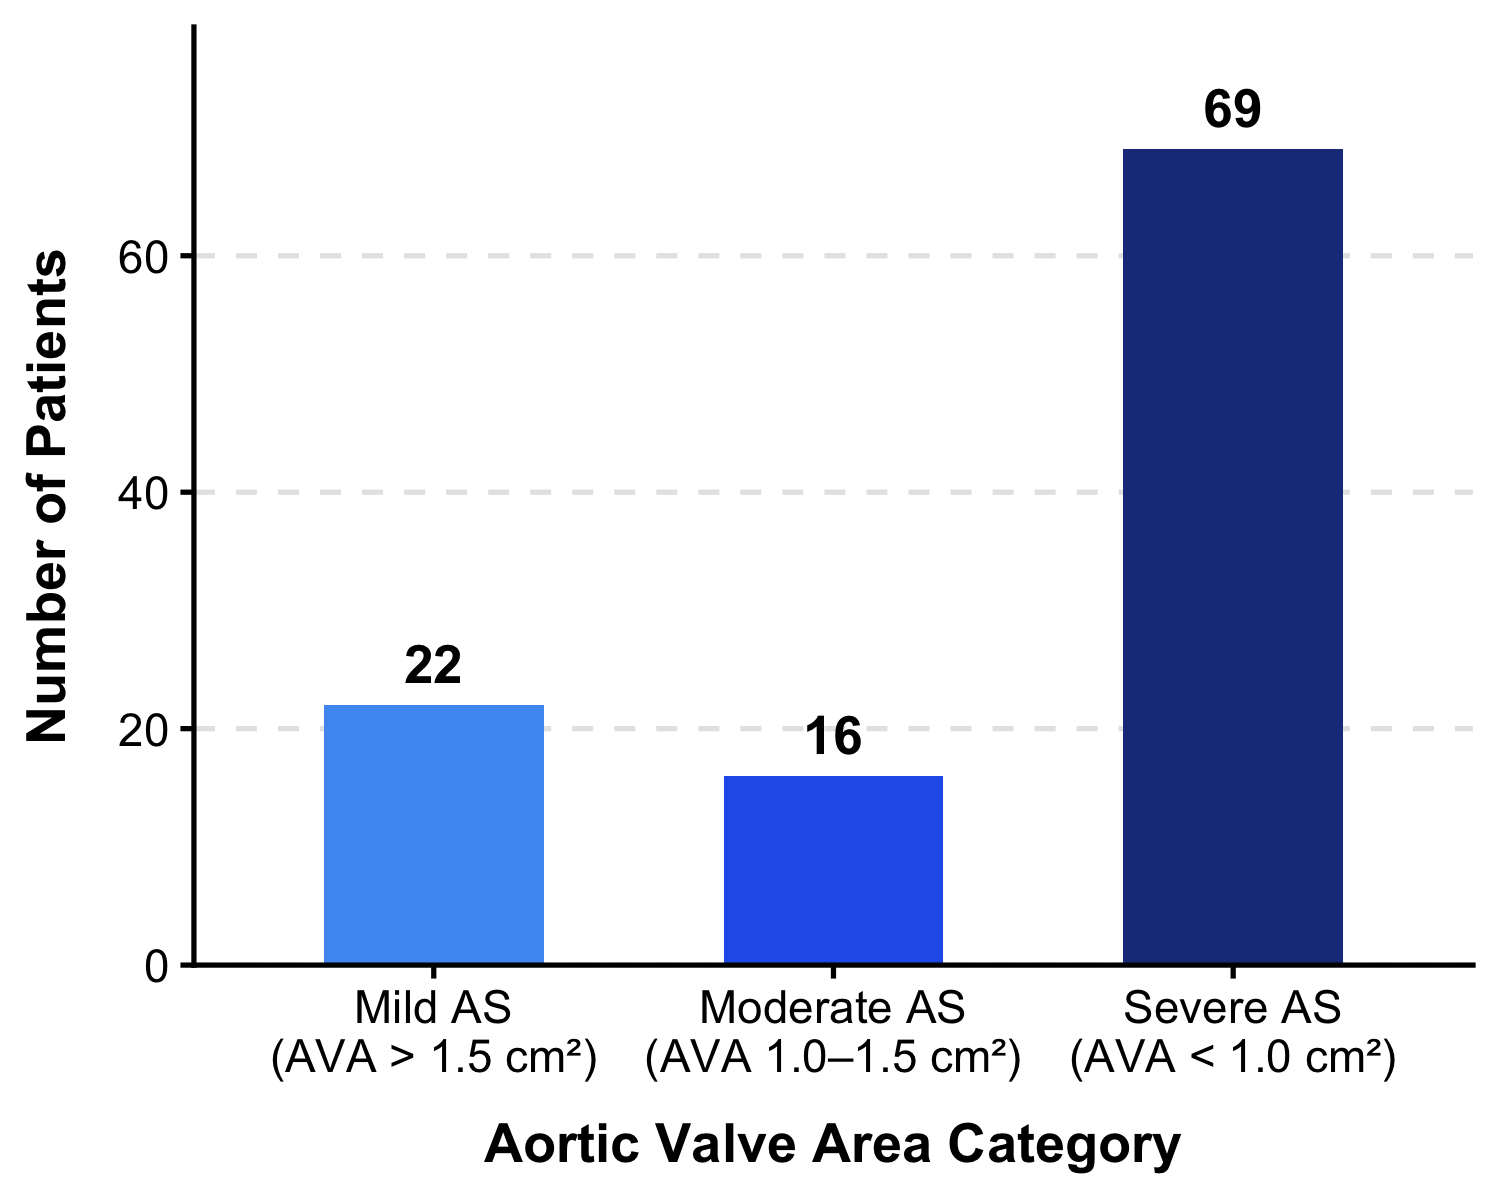 Number of Patients
60
40
20
0
22
16
69
Mild AS
(AVA > 1.5 cm²)
Moderate AS
(AVA 1.0–1.5 cm²)
Severe AS
(AVA < 1.0 cm²)
Aortic Valve Area Category